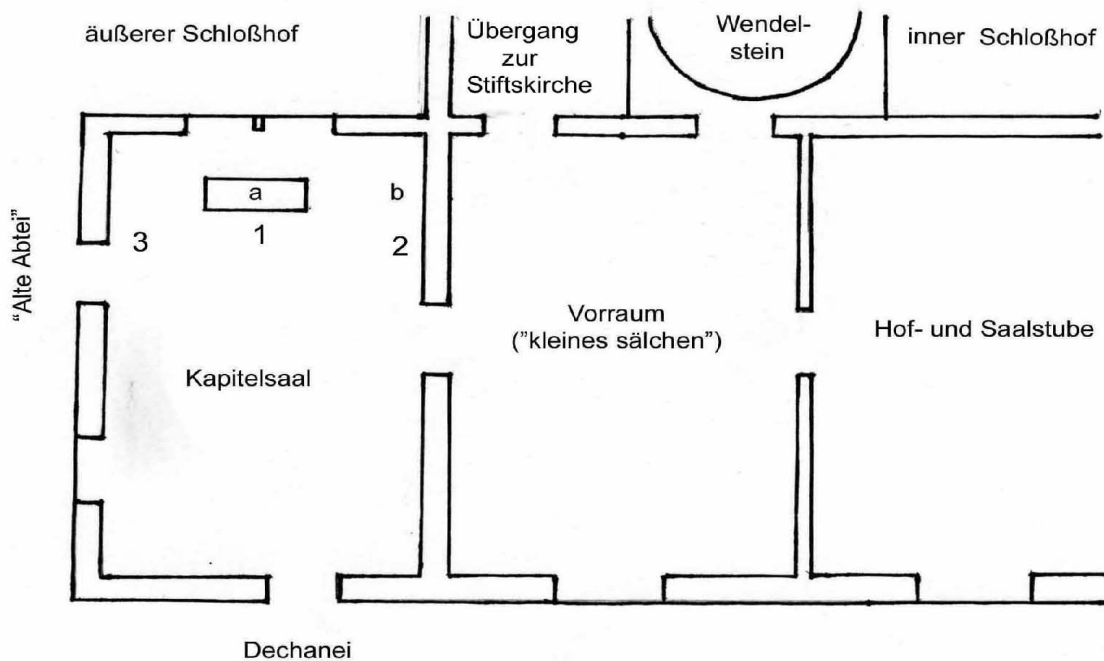 äußerer Schloßhof
Übergang
zur
Stiftskirche
Wendel-
stein
inner Schloßhof
"Alte Abtei"
a
b
1
2
3
Vorraum
("kleines sälchen")
Hof- und Saalstube
Kapitelsaal
Dechanei